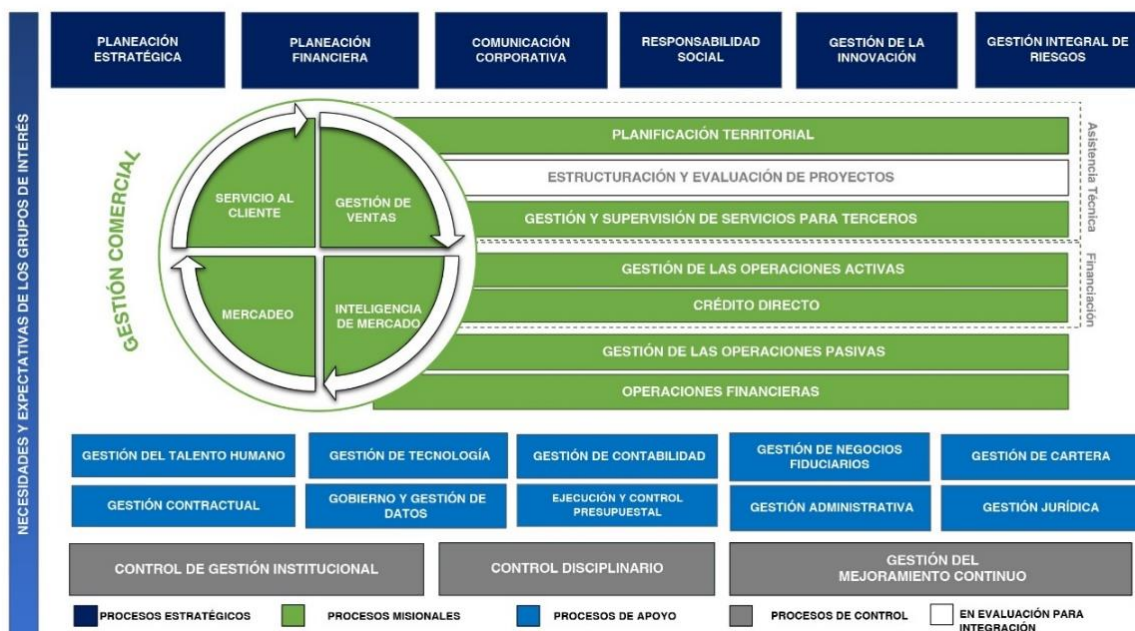 NECESIDADES Y EXPECTATIVAS DE LOS GRUPOS DE INTERÉS
PLANEACIÓN
ESTRATÉGICA
PLANEACIÓN
FINANCIERA
COMUNICACIÓN
CORPORATIVA
RESPONSABILIDAD
SOCIAL
GESTIÓN DE LA
INNOVACIÓN
GESTIÓN INTEGRAL DE
RIESGOS
GESTIÓN COMERCIAL
SERVICIO AL
CLIENTE
GESTIÓN DE
VENTAS
MERCADEO
INTELIGENCIA
DE MERCADO
PLANIFICACIÓN TERRITORIAL
ESTRUCTURACIÓN Y EVALUACIÓN DE PROYECTOS
GESTIÓN Y SUPERVISIÓN DE SERVICIOS PARA TERCEROS
Asistencia Técnica
GESTIÓN DE LAS OPERACIONES ACTIVAS
CRÉDITO DIRECTO
Financiación
GESTIÓN DE LAS OPERACIONES PASIVAS
OPERACIONES FINANCIERAS
GESTIÓN DEL TALENTO HUMANO
GESTIÓN DE TECNOLOGÍA
GESTIÓN DE CONTABILIDAD
GESTIÓN DE NEGOCIOS
FIDUCIARIOS
GESTIÓN DE CARTERA
GESTIÓN CONTRACTUAL
GOBIERNO Y GESTIÓN DE
DATOS
EJECUCIÓN Y CONTROL
PRESUPUESTAL
GESTIÓN ADMINISTRATIVA
GESTIÓN JURÍDICA
CONTROL DE GESTIÓN INSTITUCIONAL
CONTROL DISCIPLINARIO
GESTIÓN DEL
MEJORAMIENTO CONTINUO
PROCESOS ESTRATÉGICOS
PROCESOS MISIONALES
PROCESOS DE APOYO
PROCESOS DE CONTROL
EN EVALUACIÓN PARA
INTEGRACIÓN